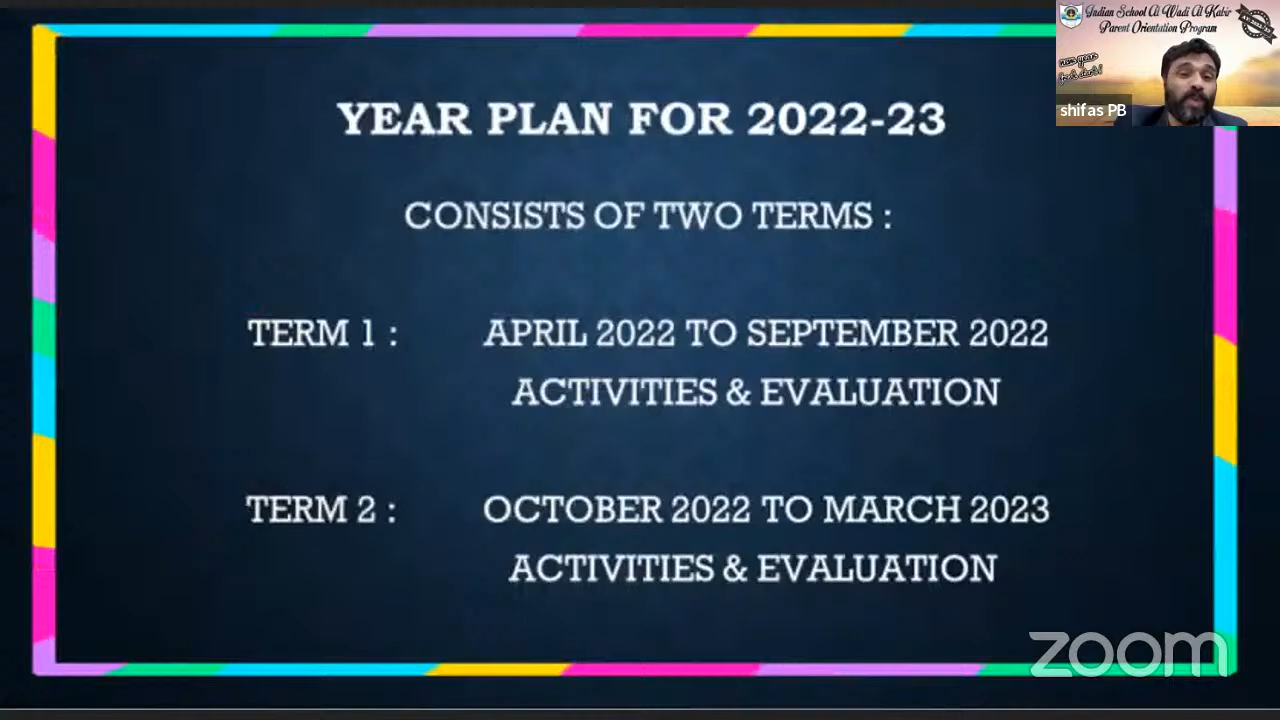 Indian School Al Wadi Al Kabir
Parent Orientation Program
shifas PB
YEAR PLAN FOR 2022-23
CONSISTS OF TWO TERMS :
TERM 1 : APRIL 2022 TO SEPTEMBER 2022
ACTIVITIES & EVALUATION
TERM 2 : OCTOBER 2022 TO MARCH 2023
ACTIVITIES & EVALUATION
zoom